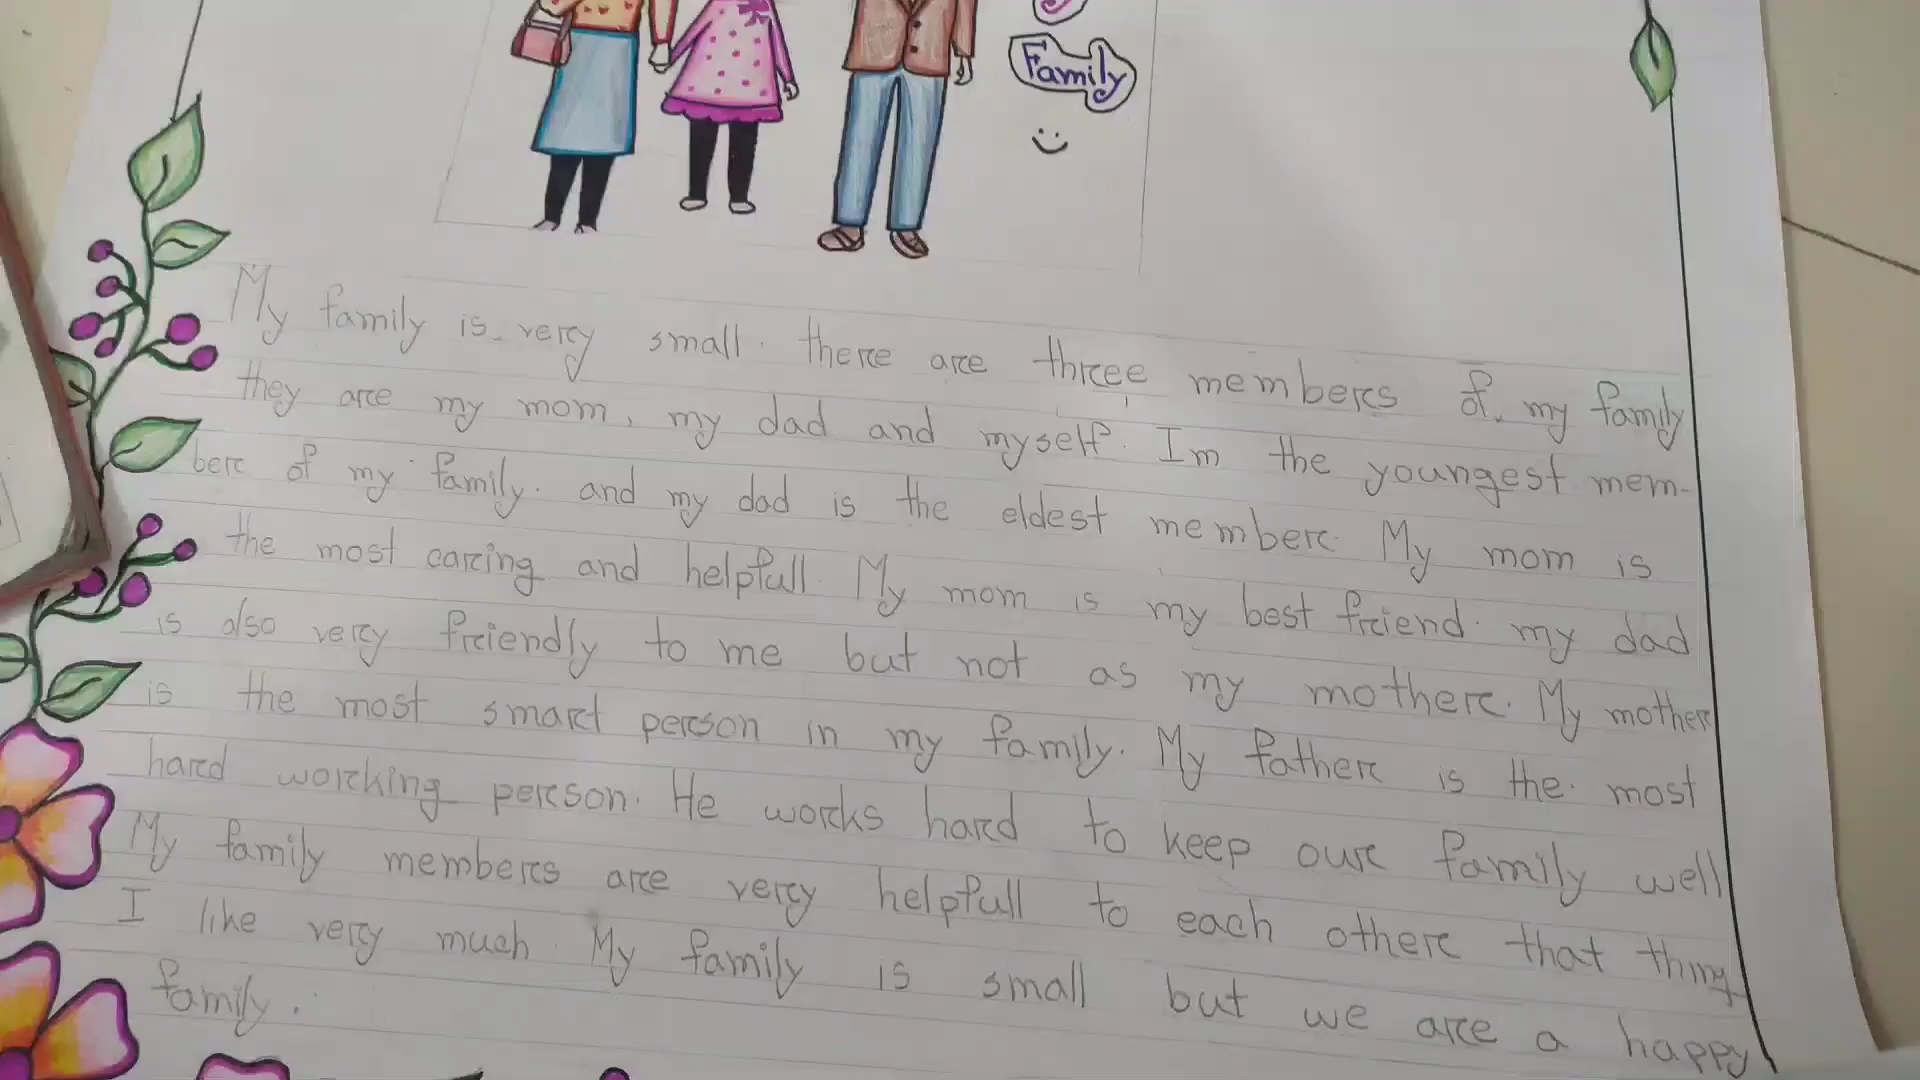 Family
My family is very small. there are three members of my family
they are my mom, my dad and myself. Im the youngest mem-
ber of my family. and my dad is the eldest member. My mom is
the most caring and helpfull. My mom is my best friend. my dad
is also very friendly to me but not as my mother. My mother
is the most smart person in my family. My father is the most
hard working person. He works hard to keep our family well
My family members are very helpfull to each other that thing
I like very much. My family is small but we are a happy
family.